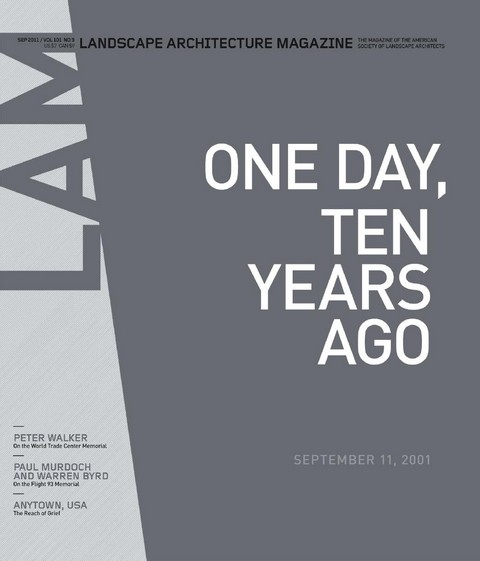 SEP 2011 / VOL 101 NO 9
US $7 CAN $9
LANDSCAPE ARCHITECTURE MAGAZINE
THE MAGAZINE OF THE AMERICAN
SOCIETY OF LANDSCAPE ARCHITECTS
LAM
ONE DAY,
TEN
YEARS
AGO
SEPTEMBER 11, 2001
PETER WALKER
On the World Trade Center Memorial
PAUL MURDOCH
AND WARREN BYRD
On the Flight 93 Memorial
ANYTOWN, USA
The Reach of Grief